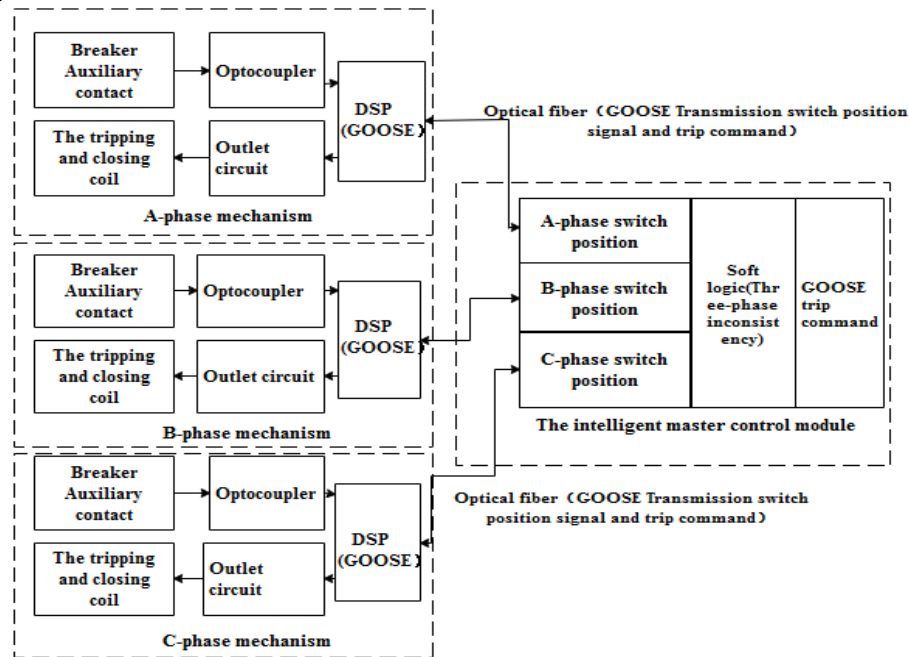 Breaker
Auxiliary
contact
Optocoupler
DSP
(GOOSE)
The tripping
and closing
coil
Outlet
circuit
A-phase mechanism
Optical fiber（GOOSE Transmission switch position
signal and trip command）
Breaker
Auxiliary
contact
Optocoupler
DSP
(GOOSE)
The tripping
and closing
coil
Outlet circuit
B-phase mechanism
A-phase switch
position
B-phase switch
position
C-phase switch
position
Soft
logic(Thr
ee-phase
inconsist
ency)
GOOSE
trip
command
The intelligent master control module
Breaker
Auxiliary
contact
Optocoupler
DSP
(GOOSE)
The tripping
and closing
coil
Outlet
circuit
C-phase mechanism
Optical fiber（GOOSE Transmission switch
position signal and trip command）